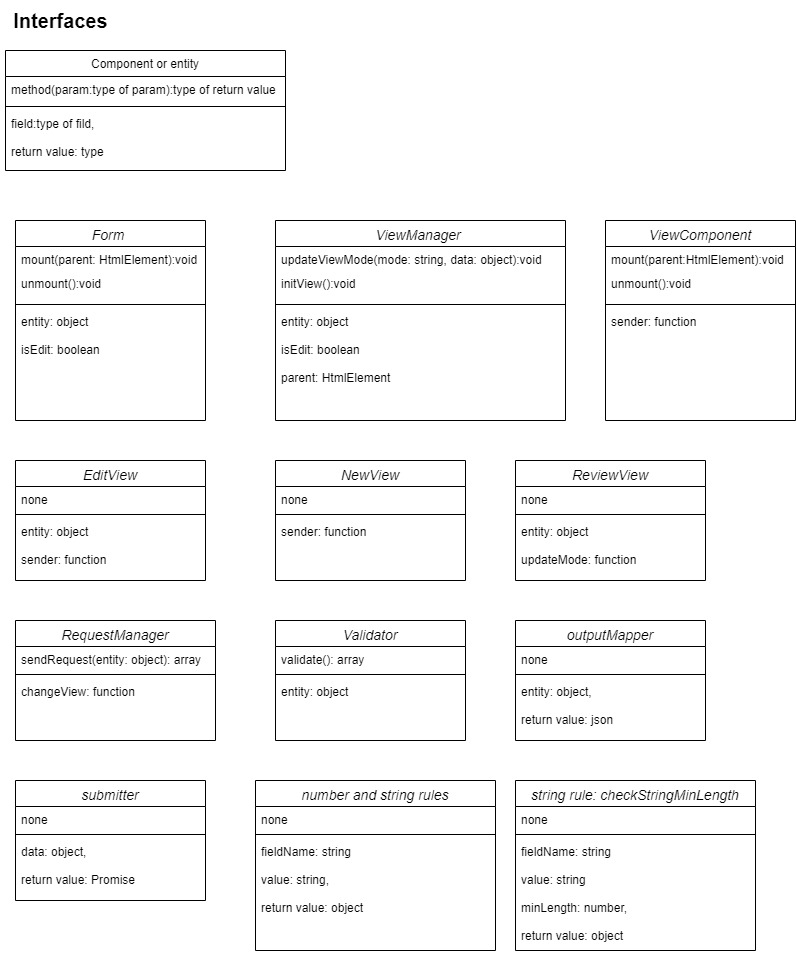 Interfaces
Component or entity
method(param:type of param):type of return value
field:type of fild,
return value: type
Form
mount(parent: HtmlElement):void
unmount():void
entity: object
isEdit: boolean
ViewManager
updateViewMode(mode: string, data: object):void
initView():void
entity: object
isEdit: boolean
parent: HtmlElement
ViewComponent
mount(parent:HtmlElement):void
unmount():void
sender: function
EditView
none
entity: object
sender: function
NewView
none
sender: function
ReviewView
none
entity: object
updateMode: function
RequestManager
sendRequest(entity: object): array
changeView: function
Validator
validate(): array
entity: object
outputMapper
none
entity: object,
return value: json
submitter
none
data: object,
return value: Promise
number and string rules
none
fieldName: string
value: string,
return value: object
string rule: checkStringMinLength
none
fieldName: string
value: string
minLength: number,
return value: object